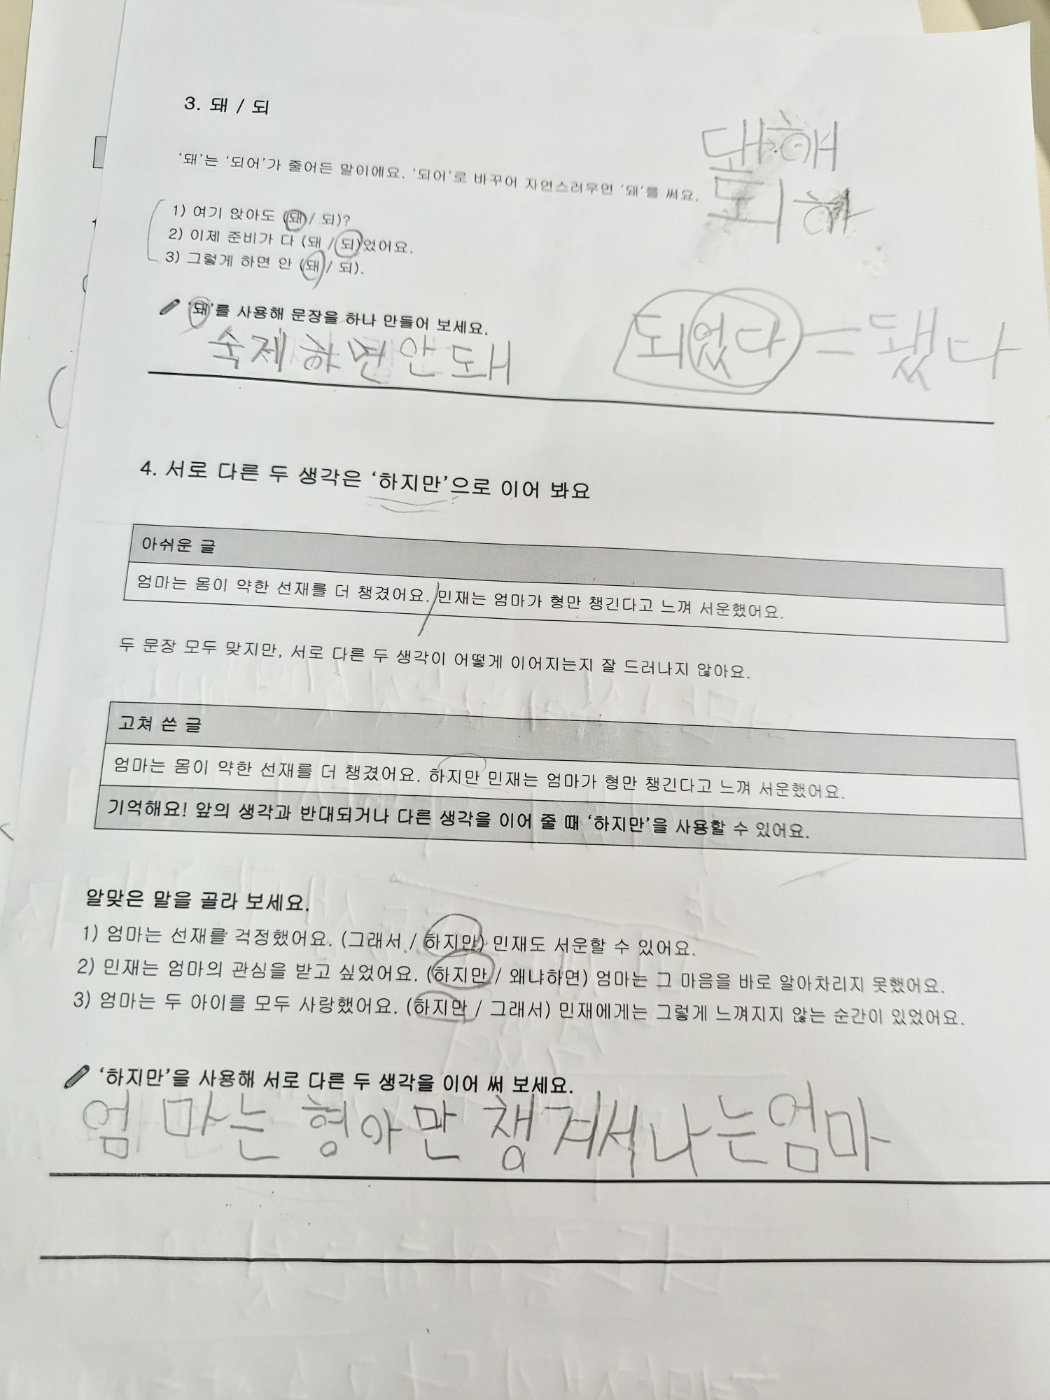 3. 돼 / 되
돼 해
되 하
'돼'는 '되어'가 줄어든 말이에요. '되어'로 바꾸어 자연스러우면 '돼'를 써요.
1) 여기 앉아도 (돼 / 되)?
2) 이제 준비가 다 (돼 / 되)었어요.
3) 그렇게 하면 안 (돼 / 되).
'돼'를 사용해 문장을 하나 만들어 보세요.
숙제 하면 안 돼
되었다 = 됐다
4. 서로 다른 두 생각은 '하지만'으로 이어 봐요
아쉬운 글
엄마는 몸이 약한 선재를 더 챙겼어요. 민재는 엄마가 형만 챙긴다고 느껴 서운했어요.
두 문장 모두 맞지만, 서로 다른 두 생각이 어떻게 이어지는지 잘 드러나지 않아요.
고쳐 쓴 글
엄마는 몸이 약한 선재를 더 챙겼어요. 하지만 민재는 엄마가 형만 챙긴다고 느껴 서운했어요.
기억해요! 앞의 생각과 반대되거나 다른 생각을 이어 줄 때 '하지만'을 사용할 수 있어요.
알맞은 말을 골라 보세요.
1) 엄마는 선재를 걱정했어요. (그래서 / 하지만) 민재도 서운할 수 있어요.
2) 민재는 엄마의 관심을 받고 싶었어요. (하지만 / 왜냐하면) 엄마는 그 마음을 바로 알아차리지 못했어요.
3) 엄마는 두 아이를 모두 사랑했어요. (하지만 / 그래서) 민재에게는 그렇게 느껴지지 않는 순간이 있었어요.
'하지만'을 사용해 서로 다른 두 생각을 이어 써 보세요.
엄마는 형아만 챙겨서 나는 엄마